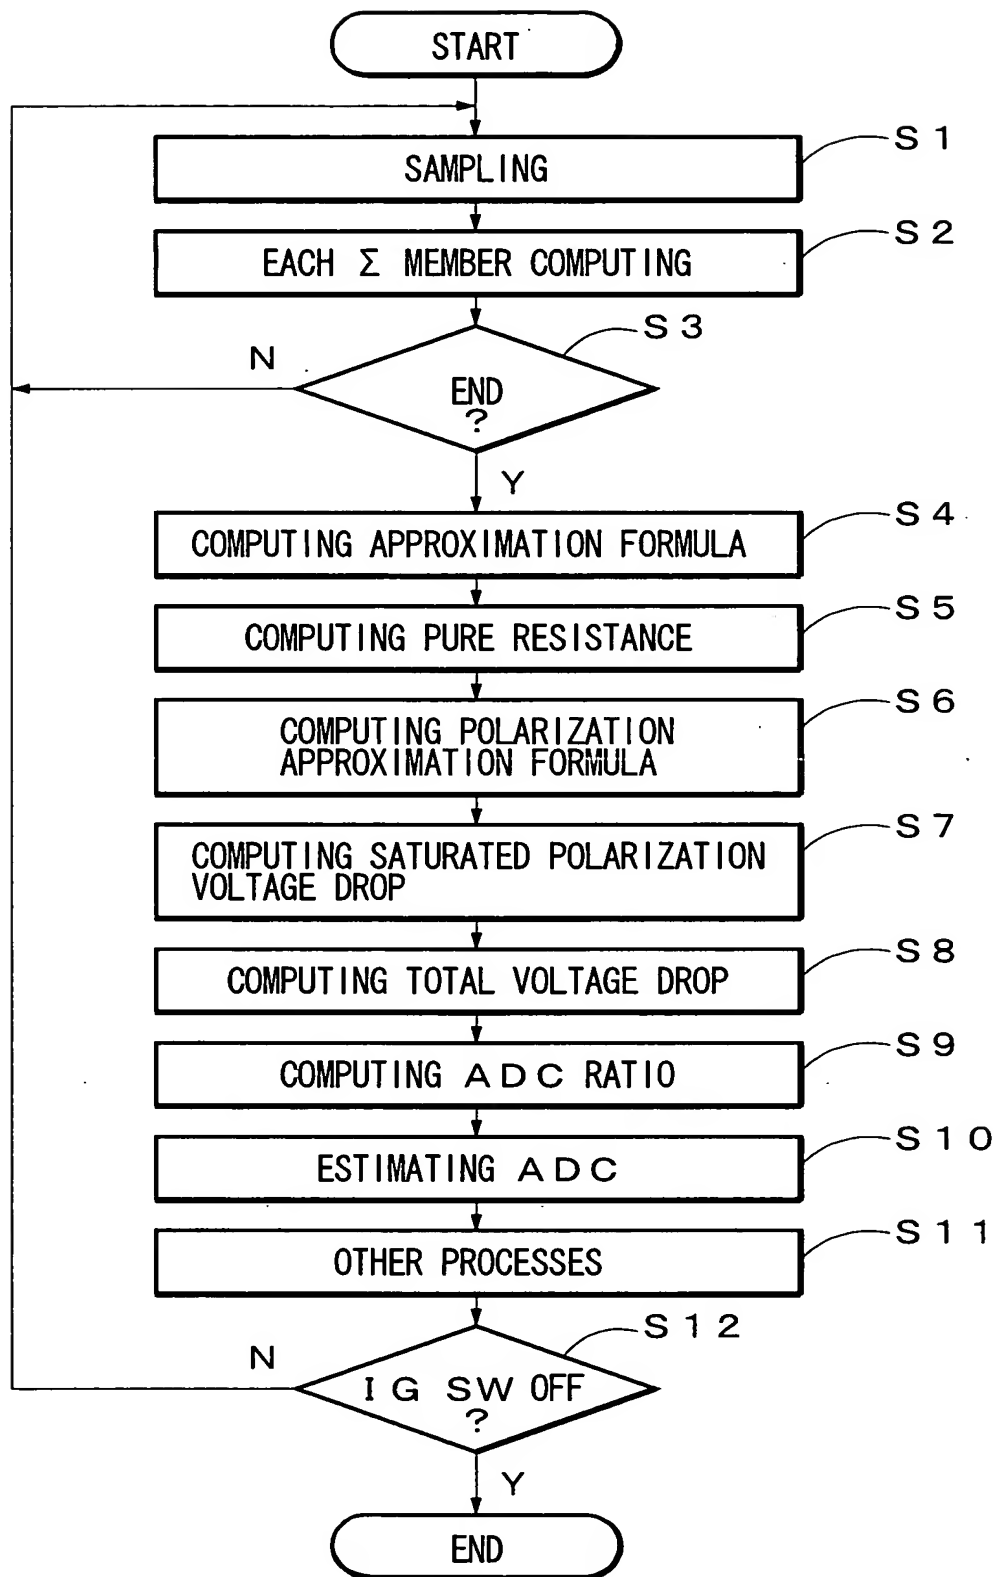 START
SAMPLING
S1
EACH Σ MEMBER COMPUTING
S2
S3
N
END
?
Y
COMPUTING APPROXIMATION FORMULA
S4
COMPUTING PURE RESISTANCE
S5
COMPUTING POLARIZATION
APPROXIMATION FORMULA
S6
COMPUTING SATURATED POLARIZATION
VOLTAGE DROP
S7
COMPUTING TOTAL VOLTAGE DROP
S8
COMPUTING ADC RATIO
S9
ESTIMATING ADC
S10
OTHER PROCESSES
S11
S12
N
IG SW OFF
?
Y
END